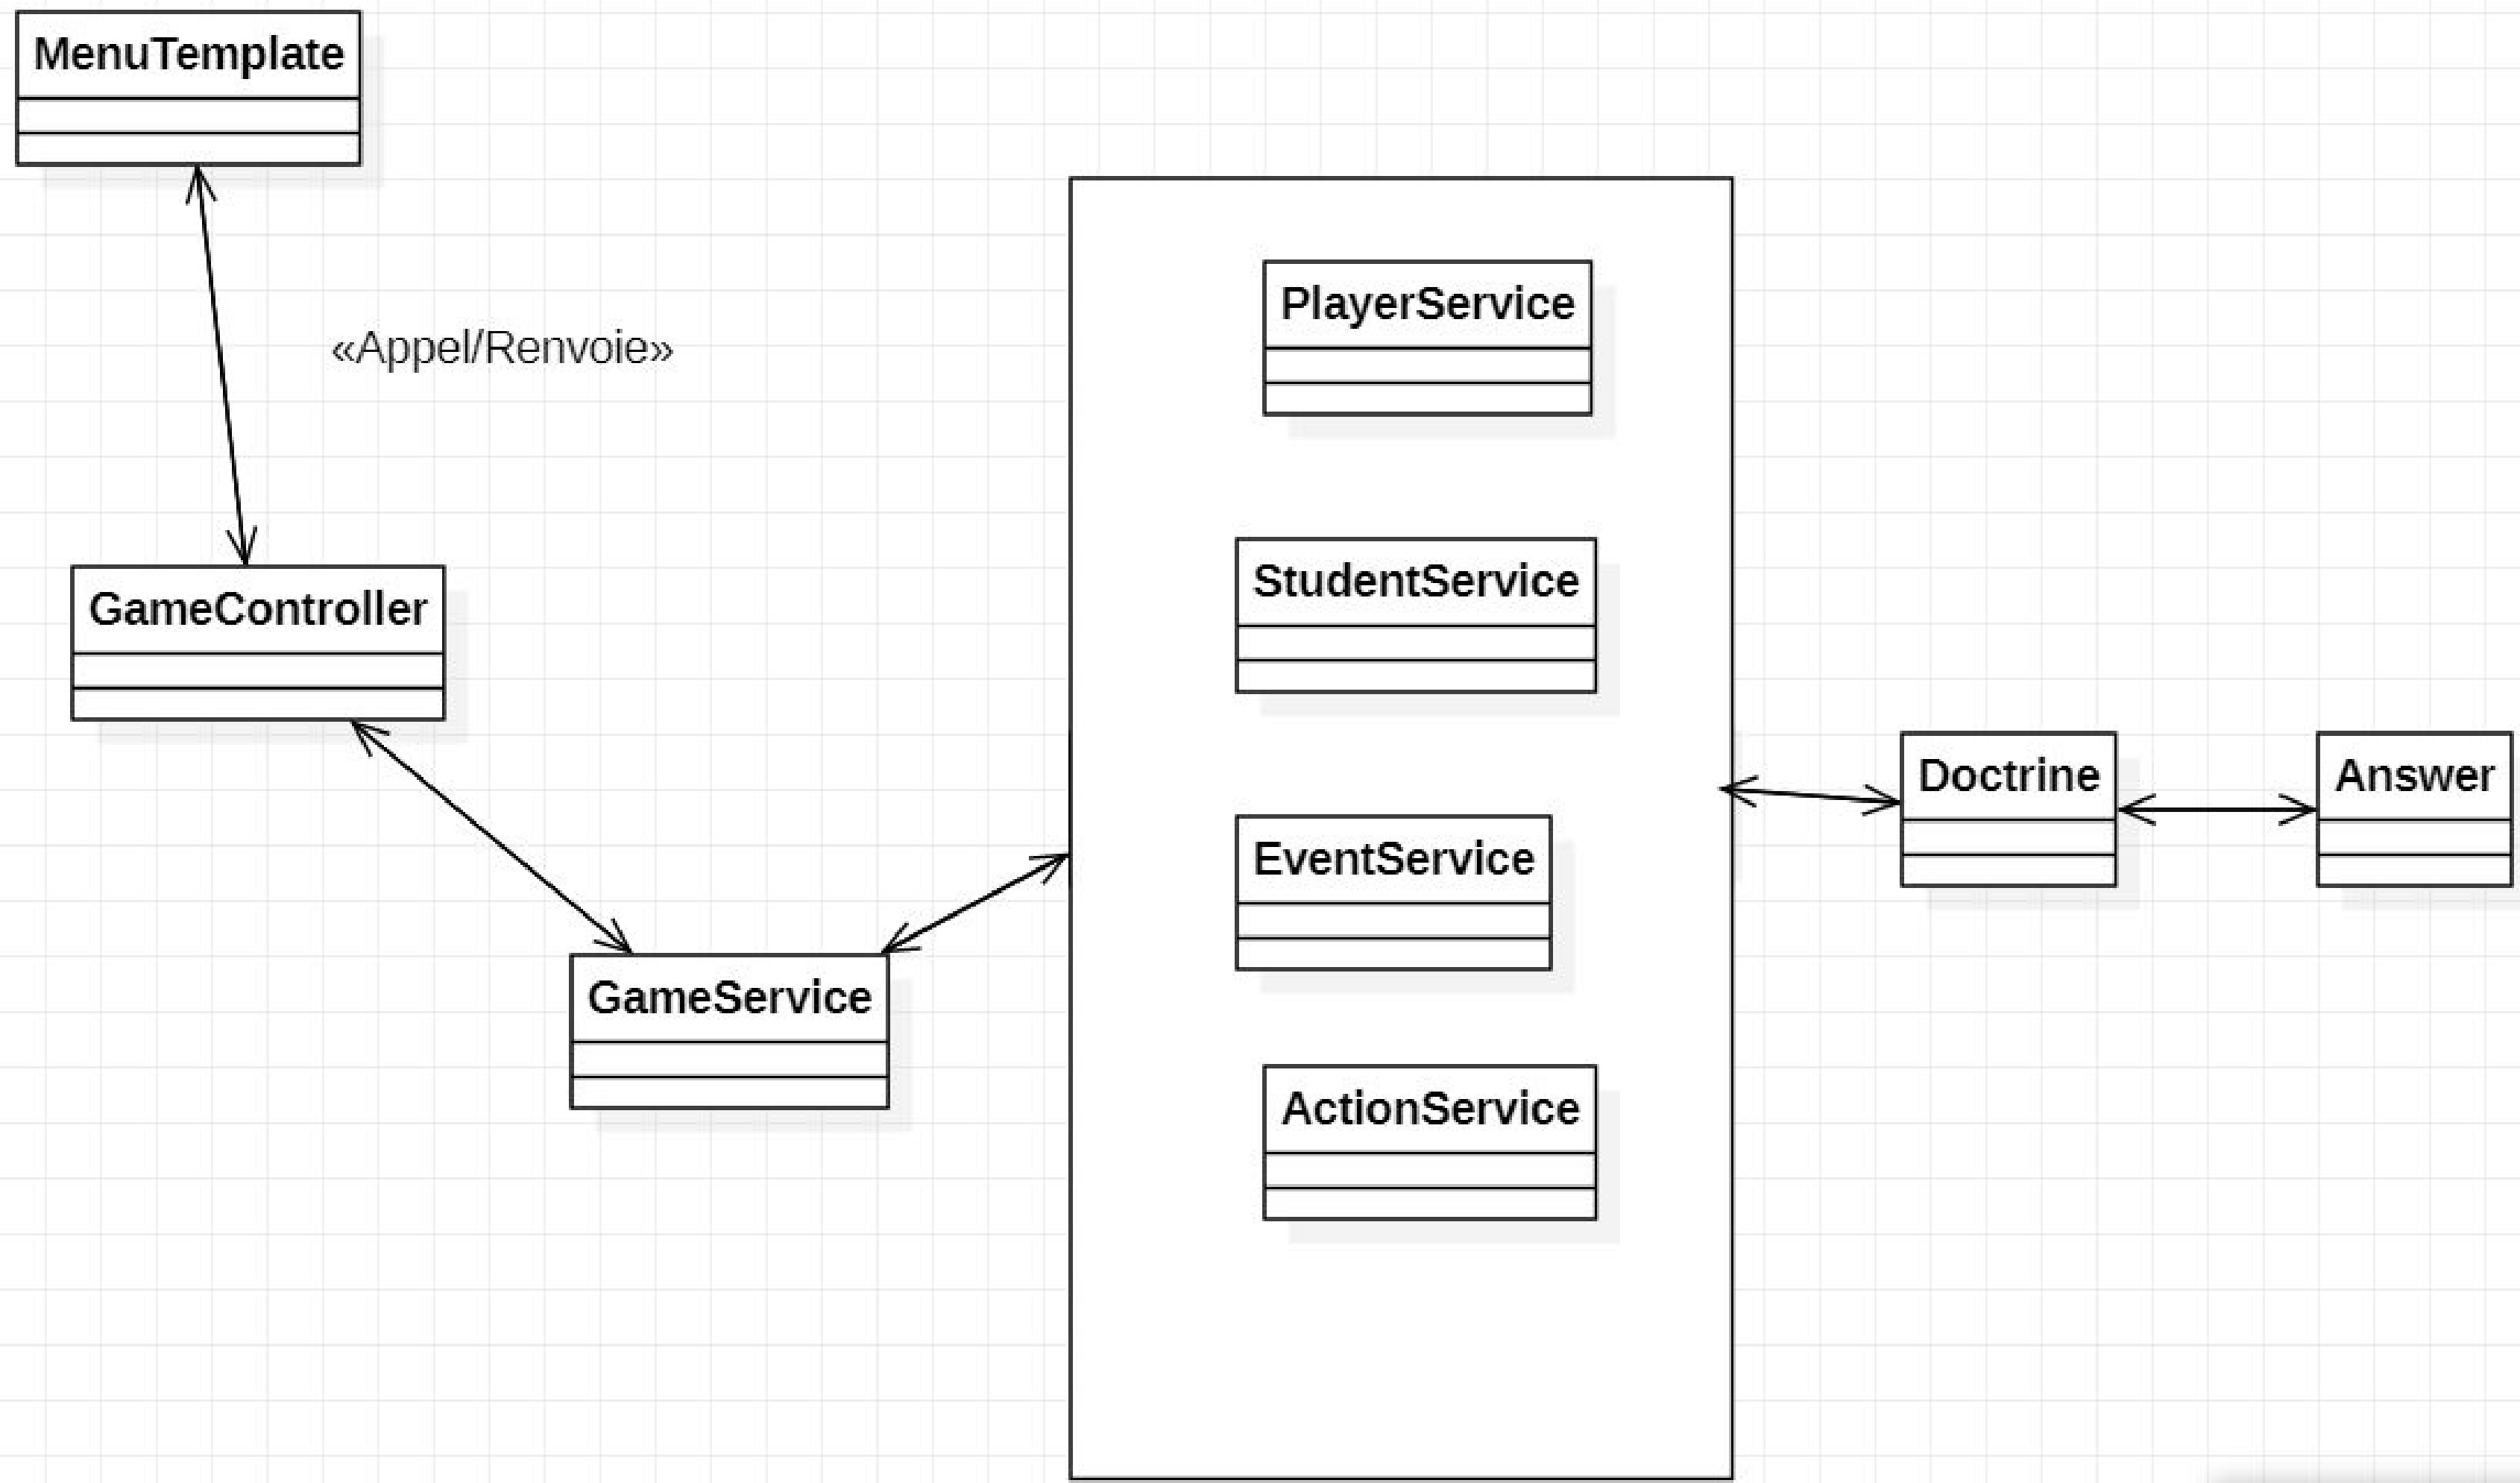 MenuTemplate
«Appel/Renvoie»
GameController
GameService
PlayerService
StudentService
EventService
ActionService
Doctrine
Answer